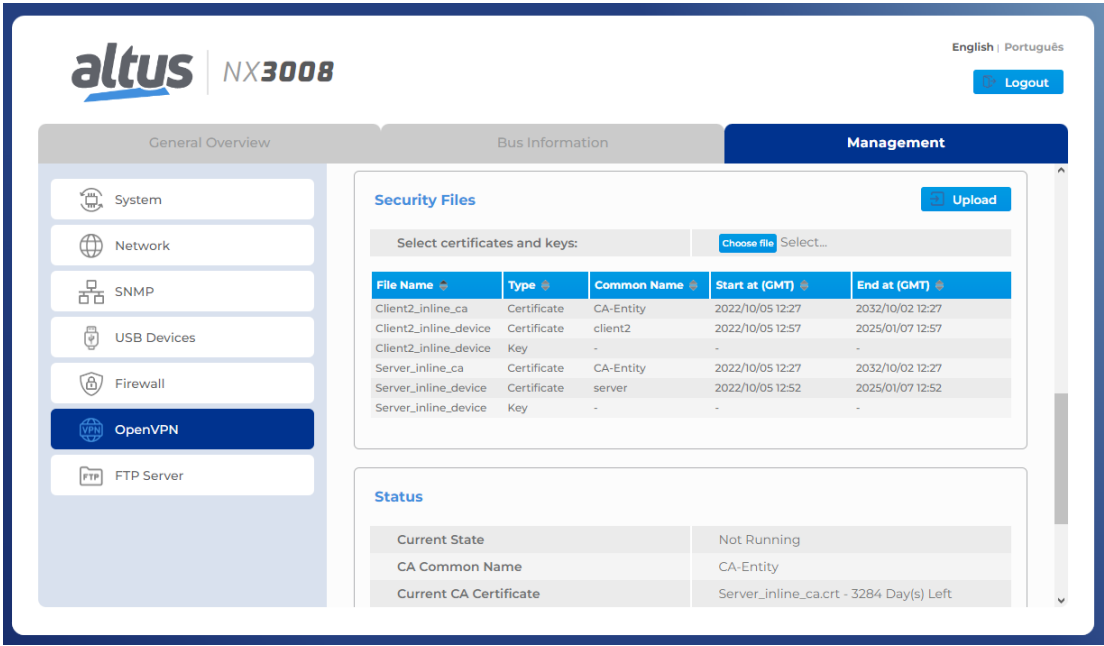 English | Português
altus NX3008
Logout
General Overview Bus Information Management
System
Network
SNMP
USB Devices
Firewall
VPN OpenVPN
FTP FTP Server
Security Files Upload
Select certificates and keys: Choose file Select...
File Name Type Common Name Start at (GMT) End at (GMT)
Client2_inline_ca Certificate CA-Entity 2022/10/05 12:27 2032/10/02 12:27
Client2_inline_device Certificate client2 2022/10/05 12:57 2025/01/07 12:57
Client2_inline_device Key - - -
Server_inline_ca Certificate CA-Entity 2022/10/05 12:27 2032/10/02 12:27
Server_inline_device Certificate server 2022/10/05 12:52 2025/01/07 12:52
Server_inline_device Key - - -
Status
Current State Not Running
CA Common Name CA-Entity
Current CA Certificate Server_inline_ca.crt - 3284 Day(s) Left